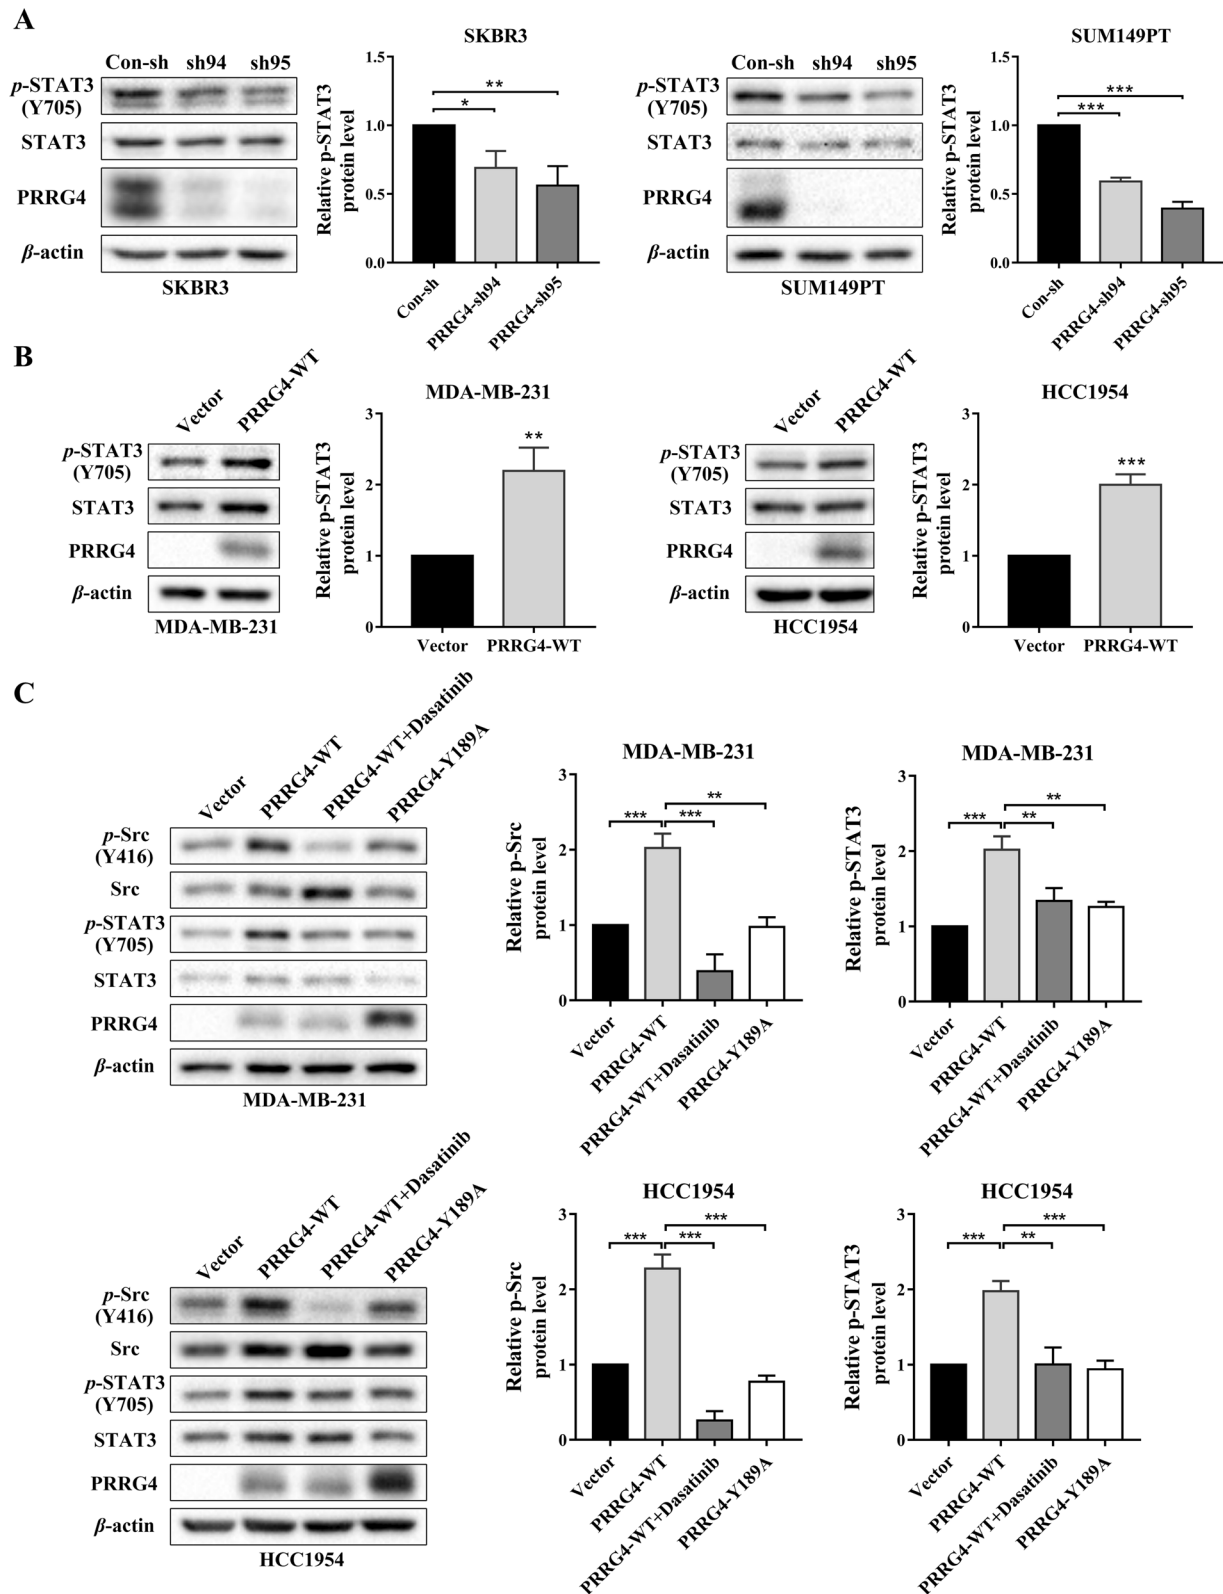 A
Con-sh sh94 sh95
p-STAT3
(Y705)
STAT3
PRRG4
β-actin
SKBR3
SKBR3
Relative p-STAT3
protein level
1.5
1.0
0.5
0.0
*
**
Con-sh
PRRG4-sh94
PRRG4-sh95
Con-sh sh94 sh95
p-STAT3
(Y705)
STAT3
PRRG4
β-actin
SUM149PT
SUM149PT
Relative p-STAT3
protein level
1.5
1.0
0.5
0.0
***
***
Con-sh
PRRG4-sh94
PRRG4-sh95
B
Vector
PRRG4-WT
p-STAT3
(Y705)
STAT3
PRRG4
β-actin
MDA-MB-231
MDA-MB-231
Relative p-STAT3
protein level
3
2
1
0
**
Vector PRRG4-WT
Vector
PRRG4-WT
p-STAT3
(Y705)
STAT3
PRRG4
β-actin
HCC1954
HCC1954
Relative p-STAT3
protein level
3
2
1
0
***
Vector PRRG4-WT
C
Vector
PRRG4-WT
PRRG4-WT+Dasatinib
PRRG4-Y189A
p-Src
(Y416)
Src
p-STAT3
(Y705)
STAT3
PRRG4
β-actin
MDA-MB-231
MDA-MB-231
Relative p-Src
protein level
3
2
1
0
**
*** ***
Vector
PRRG4-WT
PRRG4-WT+Dasatinib
PRRG4-Y189A
MDA-MB-231
Relative p-STAT3
protein level
3
2
1
0
**
*** **
Vector
PRRG4-WT
PRRG4-WT+Dasatinib
PRRG4-Y189A
Vector
PRRG4-WT
PRRG4-WT+Dasatinib
PRRG4-Y189A
p-Src
(Y416)
Src
p-STAT3
(Y705)
STAT3
PRRG4
β-actin
HCC1954
HCC1954
Relative p-Src
protein level
3
2
1
0
***
*** ***
Vector
PRRG4-WT
PRRG4-WT+Dasatinib
PRRG4-Y189A
HCC1954
Relative p-STAT3
protein level
3
2
1
0
***
*** **
Vector
PRRG4-WT
PRRG4-WT+Dasatinib
PRRG4-Y189A